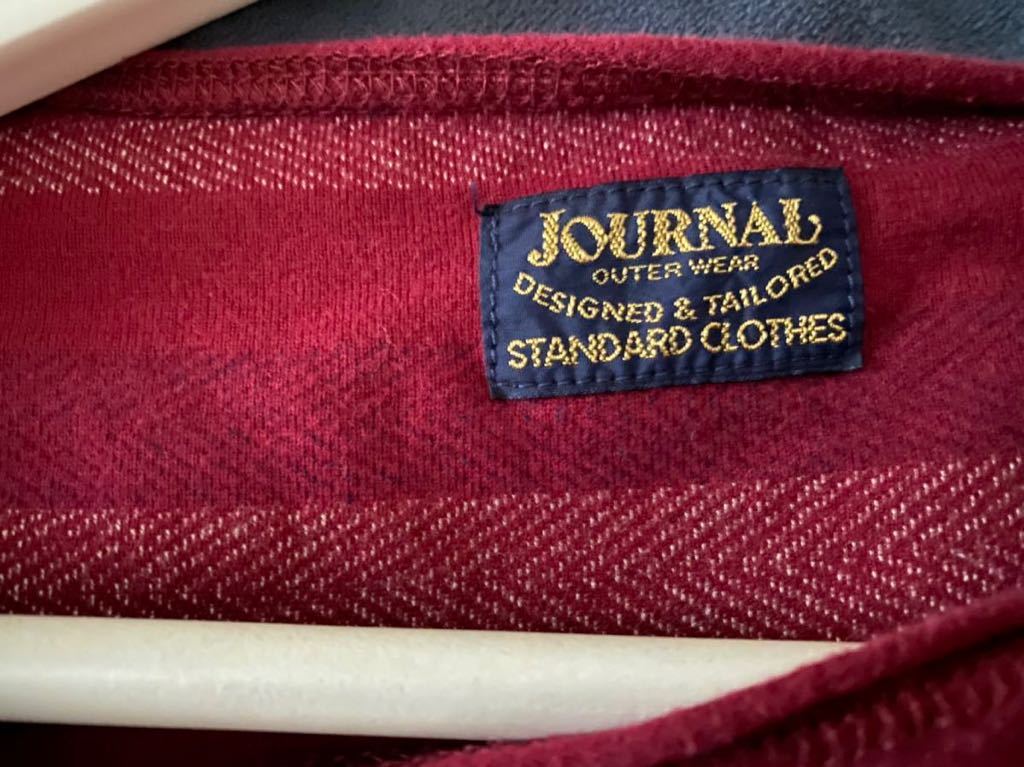 JOURNAL
OUTER WEAR
DESIGNED & TAILORED
STANDARD CLOTHES